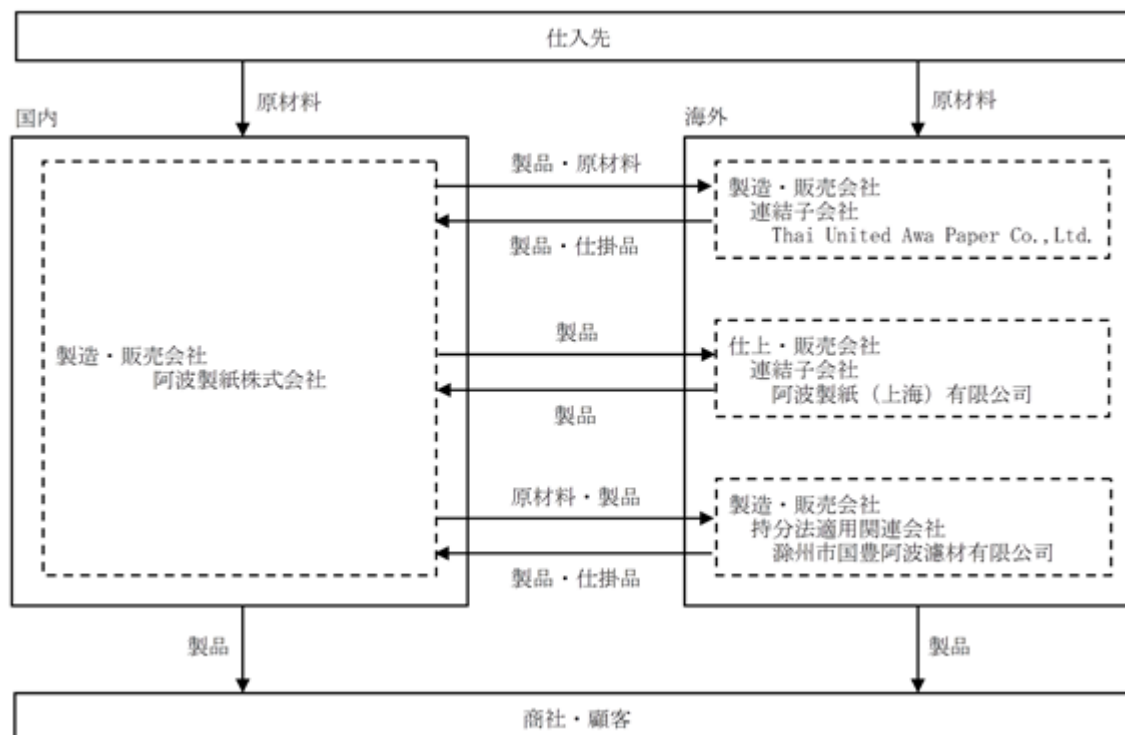 仕入先
原材料
原材料
国内
海外
製品・原材料
製造・販売会社
連結子会社
Thai United Awa Paper Co.,Ltd.
製品・仕掛品
製品
仕上・販売会社
連結子会社
阿波製紙（上海）有限公司
製造・販売会社
阿波製紙株式会社
製品
原材料・製品
製造・販売会社
持分法適用関連会社
滁州市国豊阿波濾材有限公司
製品・仕掛品
製品
製品
商社・顧客